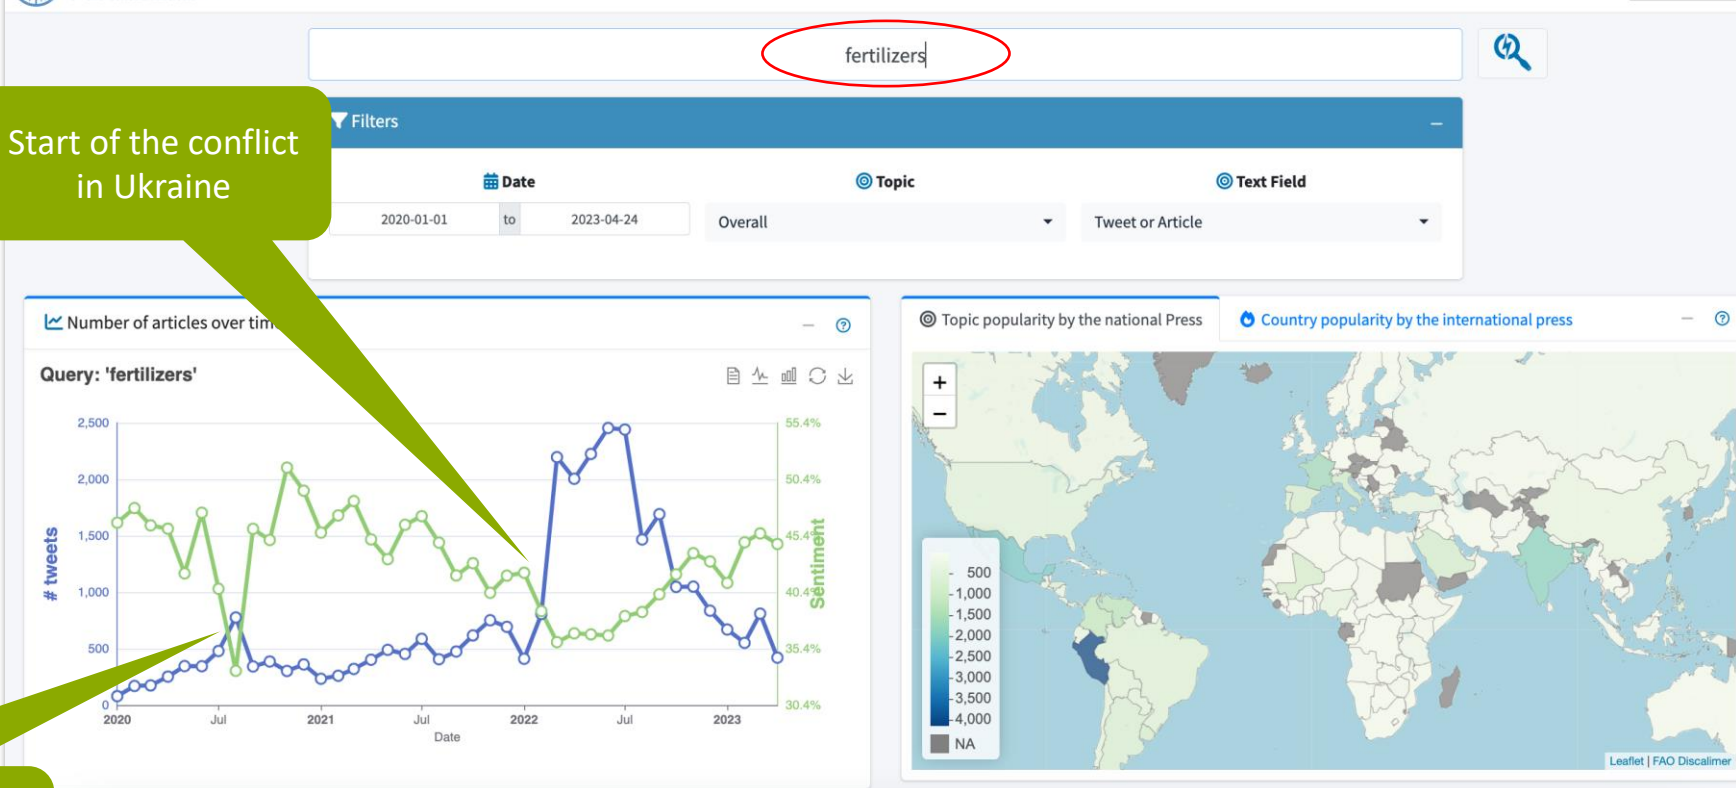 fertilizers
Start of the conflict
in Ukraine
Filters
Date
Topic
Text Field
2020-01-01
to
2023-04-24
Overall
Tweet or Article
Number of articles over tim
Topic popularity by the national Press
Country popularity by the international press
Query: 'fertilizers'
2,500
2,000
1,500
1,000
500
0
# tweets
55.4%
50.4%
45.4%
40.4%
35.4%
30.4%
Sentiment
2020
Jul
2021
Jul
2022
Jul
2023
Date
+
−
500
1,000
1,500
2,000
2,500
3,000
3,500
4,000
NA
Leaflet | FAO Discalimer